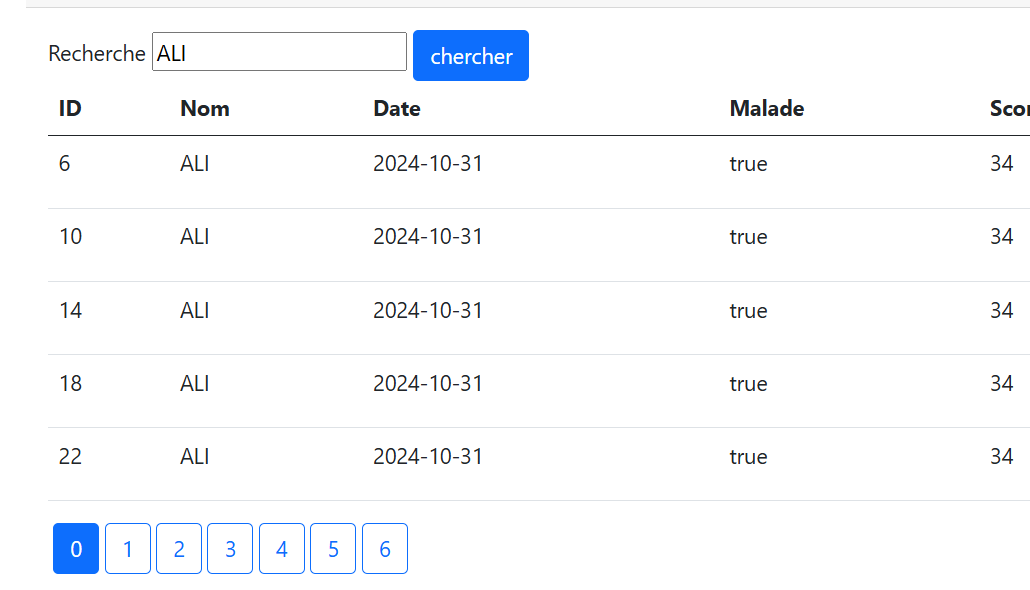 Recherche ALI chercher
ID Nom Date Malade
6 ALI 2024-10-31 true 34
10 ALI 2024-10-31 true 34
14 ALI 2024-10-31 true 34
18 ALI 2024-10-31 true 34
22 ALI 2024-10-31 true 34
0 1 2 3 4 5 6